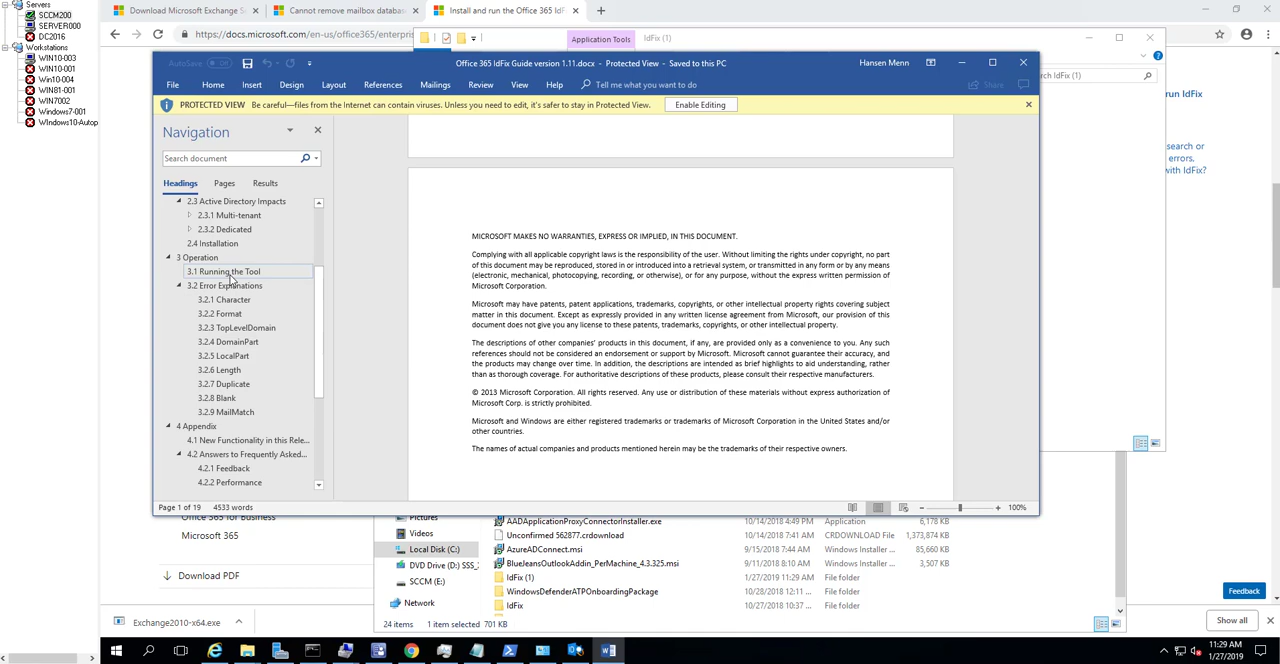 Servers
SCCM200
SERVER000
DC2016
Workstations
WIN10-003
WIN10-001
Win10-004
WIN81-001
WIN7002
Windows7-001
Windows10-Autop
Download Microsoft Exchange S
Cannot remove mailbox databas
Install and run the Office 365 IdF
https://docs.microsoft.com/en-us/office365/enterpris
Application Tools
IdFix (1)
rch IdFix (1)
AutoSave
Off
Office 365 IdFix Guide version 1.11.docx - Protected View - Saved to this PC
Hansen Menn
File
Home
Insert
Design
Layout
References
Mailings
Review
View
Help
Tell me what you want to do
Share
PROTECTED VIEW Be careful—files from the Internet can contain viruses. Unless you need to edit, it's safer to stay in Protected View.
Enable Editing
Navigation
Search document
Headings
Pages
Results
2.3 Active Directory Impacts
2.3.1 Multi-tenant
2.3.2 Dedicated
2.4 Installation
3 Operation
3.1 Running the Tool
3.2 Error Explanations
3.2.1 Character
3.2.2 Format
3.2.3 TopLevelDomain
3.2.4 DomainPart
3.2.5 LocalPart
3.2.6 Length
3.2.7 Duplicate
3.2.8 Blank
3.2.9 MailMatch
4 Appendix
4.1 New Functionality in this Rele...
4.2 Answers to Frequently Asked...
4.2.1 Feedback
4.2.2 Performance
MICROSOFT MAKES NO WARRANTIES, EXPRESS OR IMPLIED, IN THIS DOCUMENT.
Complying with all applicable copyright laws is the responsibility of the user. Without limiting the rights under copyright, no
part of this document may be reproduced, stored in or introduced into a retrieval system, or transmitted in any form or by any means
(electronic, mechanical, photocopying, recording, or otherwise), or for any purpose, without the express written permission of
Microsoft Corporation.
Microsoft may have patents, patent applications, trademarks, copyrights, or other intellectual property rights covering subject
matter in this document. Except as expressly provided in any written license agreement from Microsoft, our provision of this
document does not give you any license to these patents, trademarks, copyrights, or other intellectual property.
The descriptions of other companies' products in this document, if any, are provided only as a convenience to you. Any such
references should not be considered an endorsement or support by Microsoft. Microsoft cannot guarantee their accuracy, and
the products may change over time. In addition, the descriptions are intended as brief highlights to aid understanding, rather
than as thorough coverage. For authoritative descriptions of these products, please consult their respective manufacturers.
© 2013 Microsoft Corporation. All rights reserved. Any use or distribution of these materials without express authorization of
Microsoft Corp. is strictly prohibited.
Microsoft and Windows are either registered trademarks or trademarks of Microsoft Corporation in the United States and/or
other countries.
The names of actual companies and products mentioned herein may be the trademarks of their respective owners.
Page 1 of 19
4533 words
100%
run IdFix
search or
errors,
with IdFix?
Office 365 for Business
Microsoft 365
Download PDF
Pictures
Videos
Local Disk (C:)
DVD Drive (D:) SSS_
SCCM (E:)
Network
AADApplicationProxyConnectorInstaller.exe 10/14/2018 4:49 PM Application 6,178 KB
Unconfirmed 562877.crdownload 10/14/2018 7:41 AM CRDOWNLOAD File 1,373,874 KB
AzureADConnect.msi 9/15/2018 7:44 AM Windows Installer ... 85,660 KB
BlueJeansOutlookAddin_PerMachine_4.3.325.msi 9/11/2018 8:10 AM Windows Installer ... 3,507 KB
IdFix (1) 1/27/2019 11:29 AM File folder
WindowsDefenderATPOnboardingPackage 10/28/2018 12:11 ... File folder
IdFix 10/27/2018 10:37 ... File folder
24 items
1 item selected 701 KB
Feedback
Exchange2010-x64.exe
Show all
11:29 AM
1/27/2019